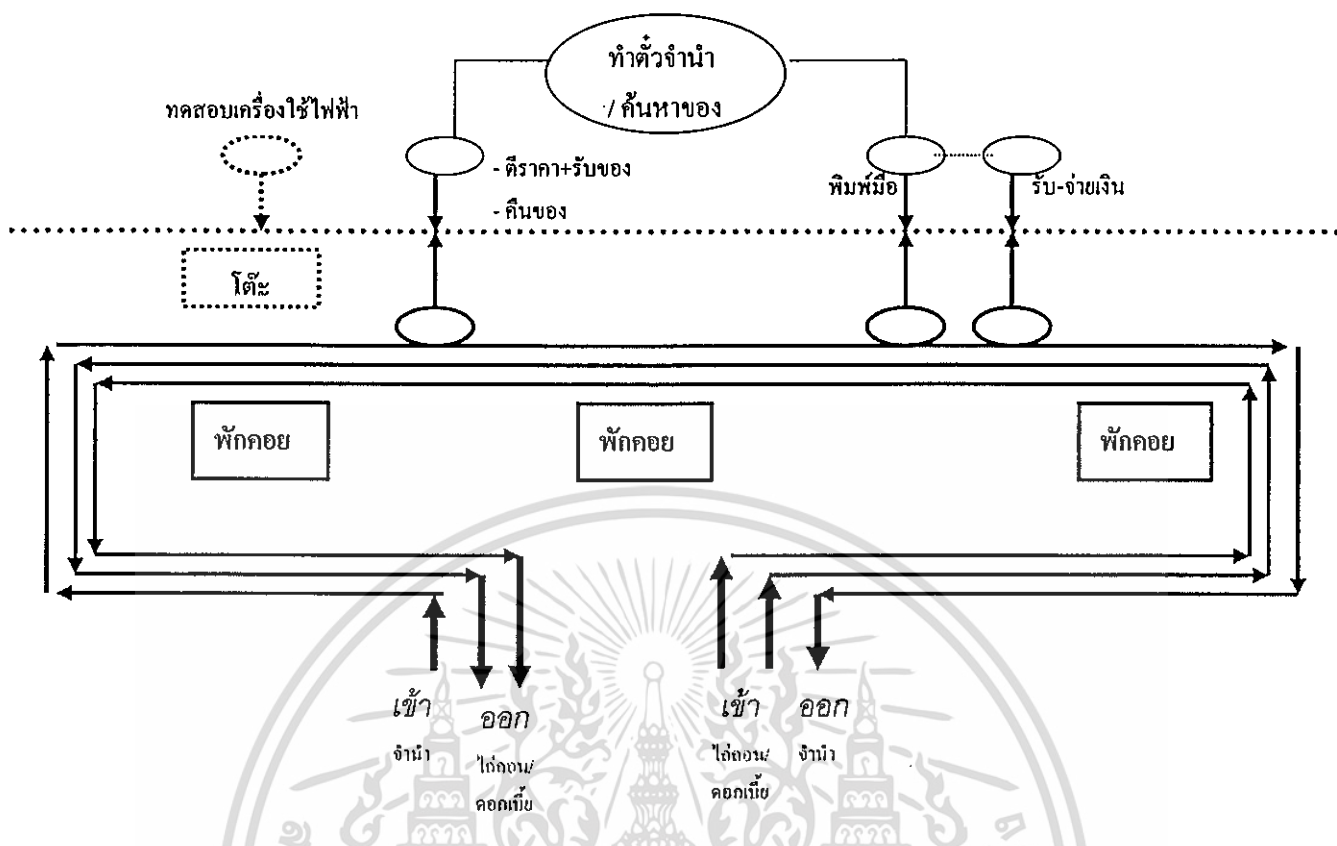 ทำตั๋วจำนำ
/ ค้นหาของ
ทดสอบเครื่องใช้ไฟฟ้า
- ตีราคา+รับของ
- คืนของ
พิมพ์มือ
รับ-จ่ายเงิน
โต๊ะ
พักคอย
พักคอย
พักคอย
เข้า
จำนำ
ออก
ไถ่ถอน/
ดอกเบี้ย
เข้า
ไถ่ถอน/
ดอกเบี้ย
ออก
จำนำ